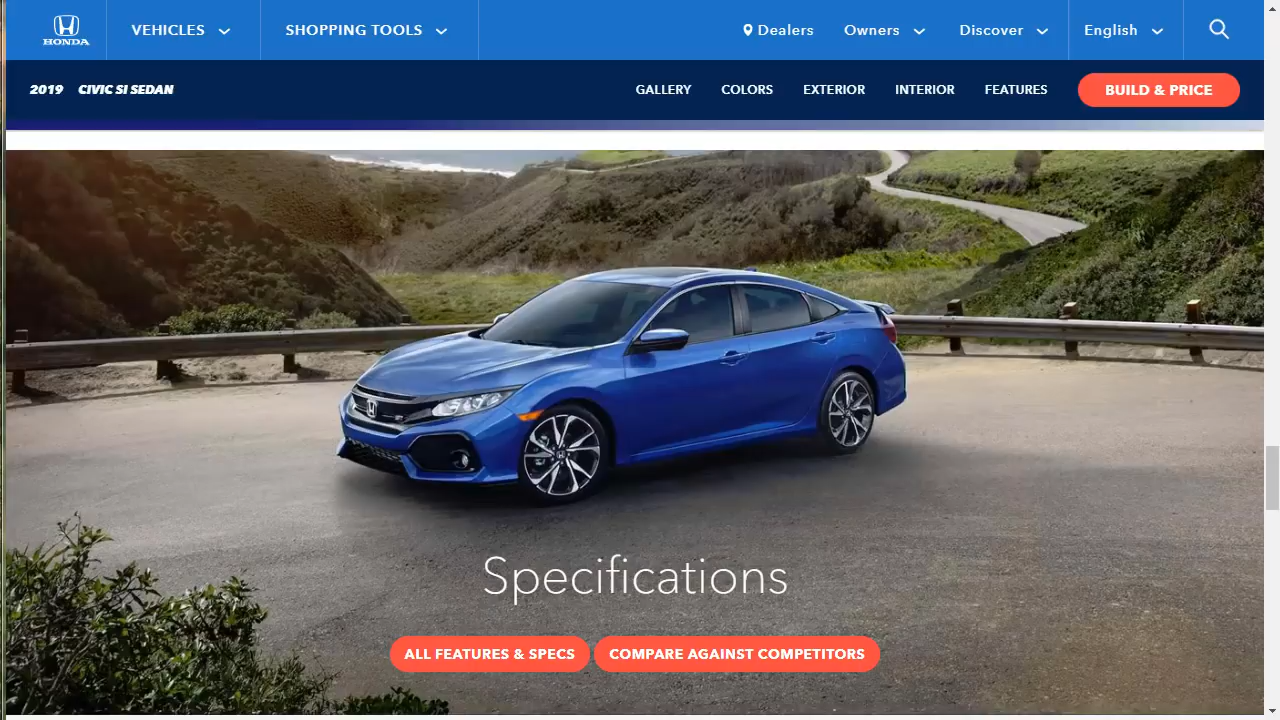 HONDA
VEHICLES
SHOPPING TOOLS
Dealers
Owners
Discover
English
2019 CIVIC SI SEDAN
GALLERY
COLORS
EXTERIOR
INTERIOR
FEATURES
BUILD & PRICE
Specifications
ALL FEATURES & SPECS
COMPARE AGAINST COMPETITORS